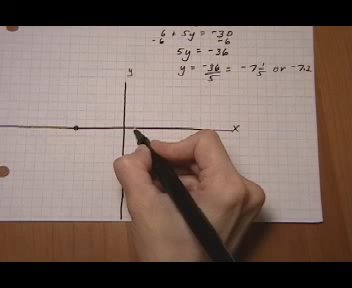 6 + 5y = -30
-6 -6
5y = -36
y = -36/5 = -7 1/5 or -7.2
y
x